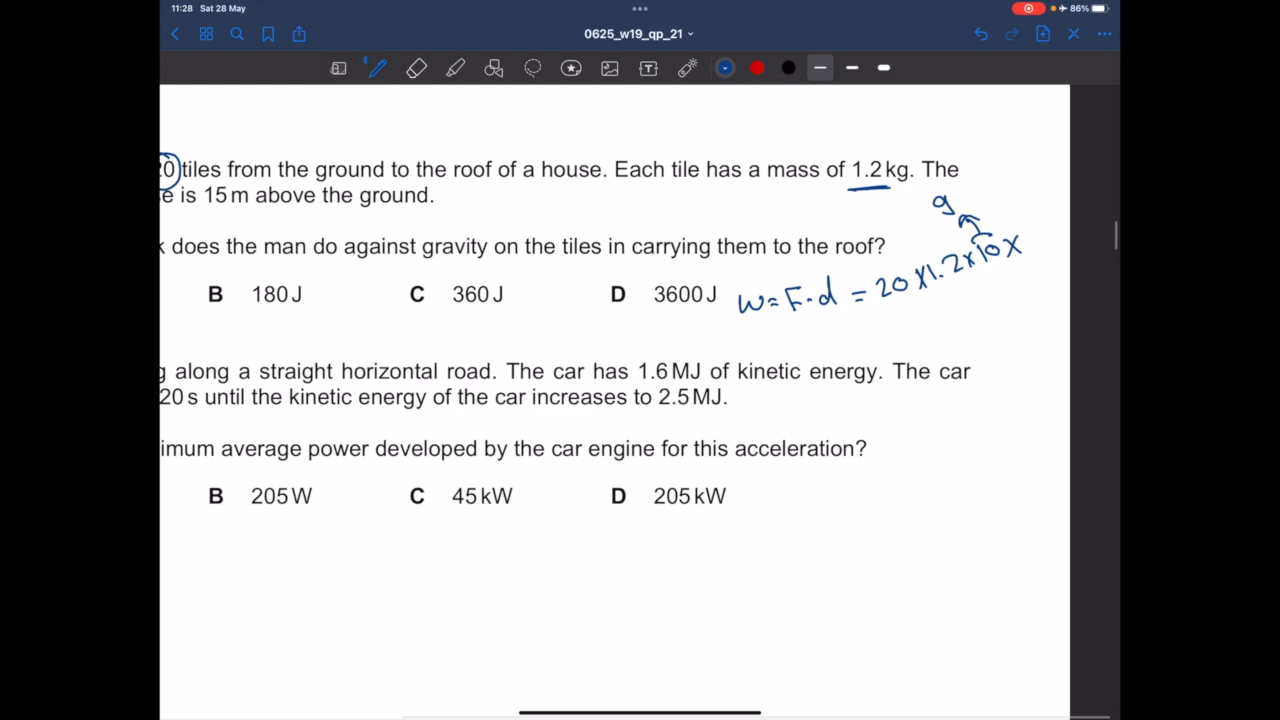 11:28 Sat 28 May
86%
0625_w19_qp_21
20 tiles from the ground to the roof of a house. Each tile has a mass of 1.2 kg. The
e is 15 m above the ground.
g
k does the man do against gravity on the tiles in carrying them to the roof?
B 180 J C 360 J D 3600 J W = F·d = 20 × 1.2 × 10 ×
g along a straight horizontal road. The car has 1.6 MJ of kinetic energy. The car
20 s until the kinetic energy of the car increases to 2.5 MJ.
imum average power developed by the car engine for this acceleration?
B 205 W C 45 kW D 205 kW